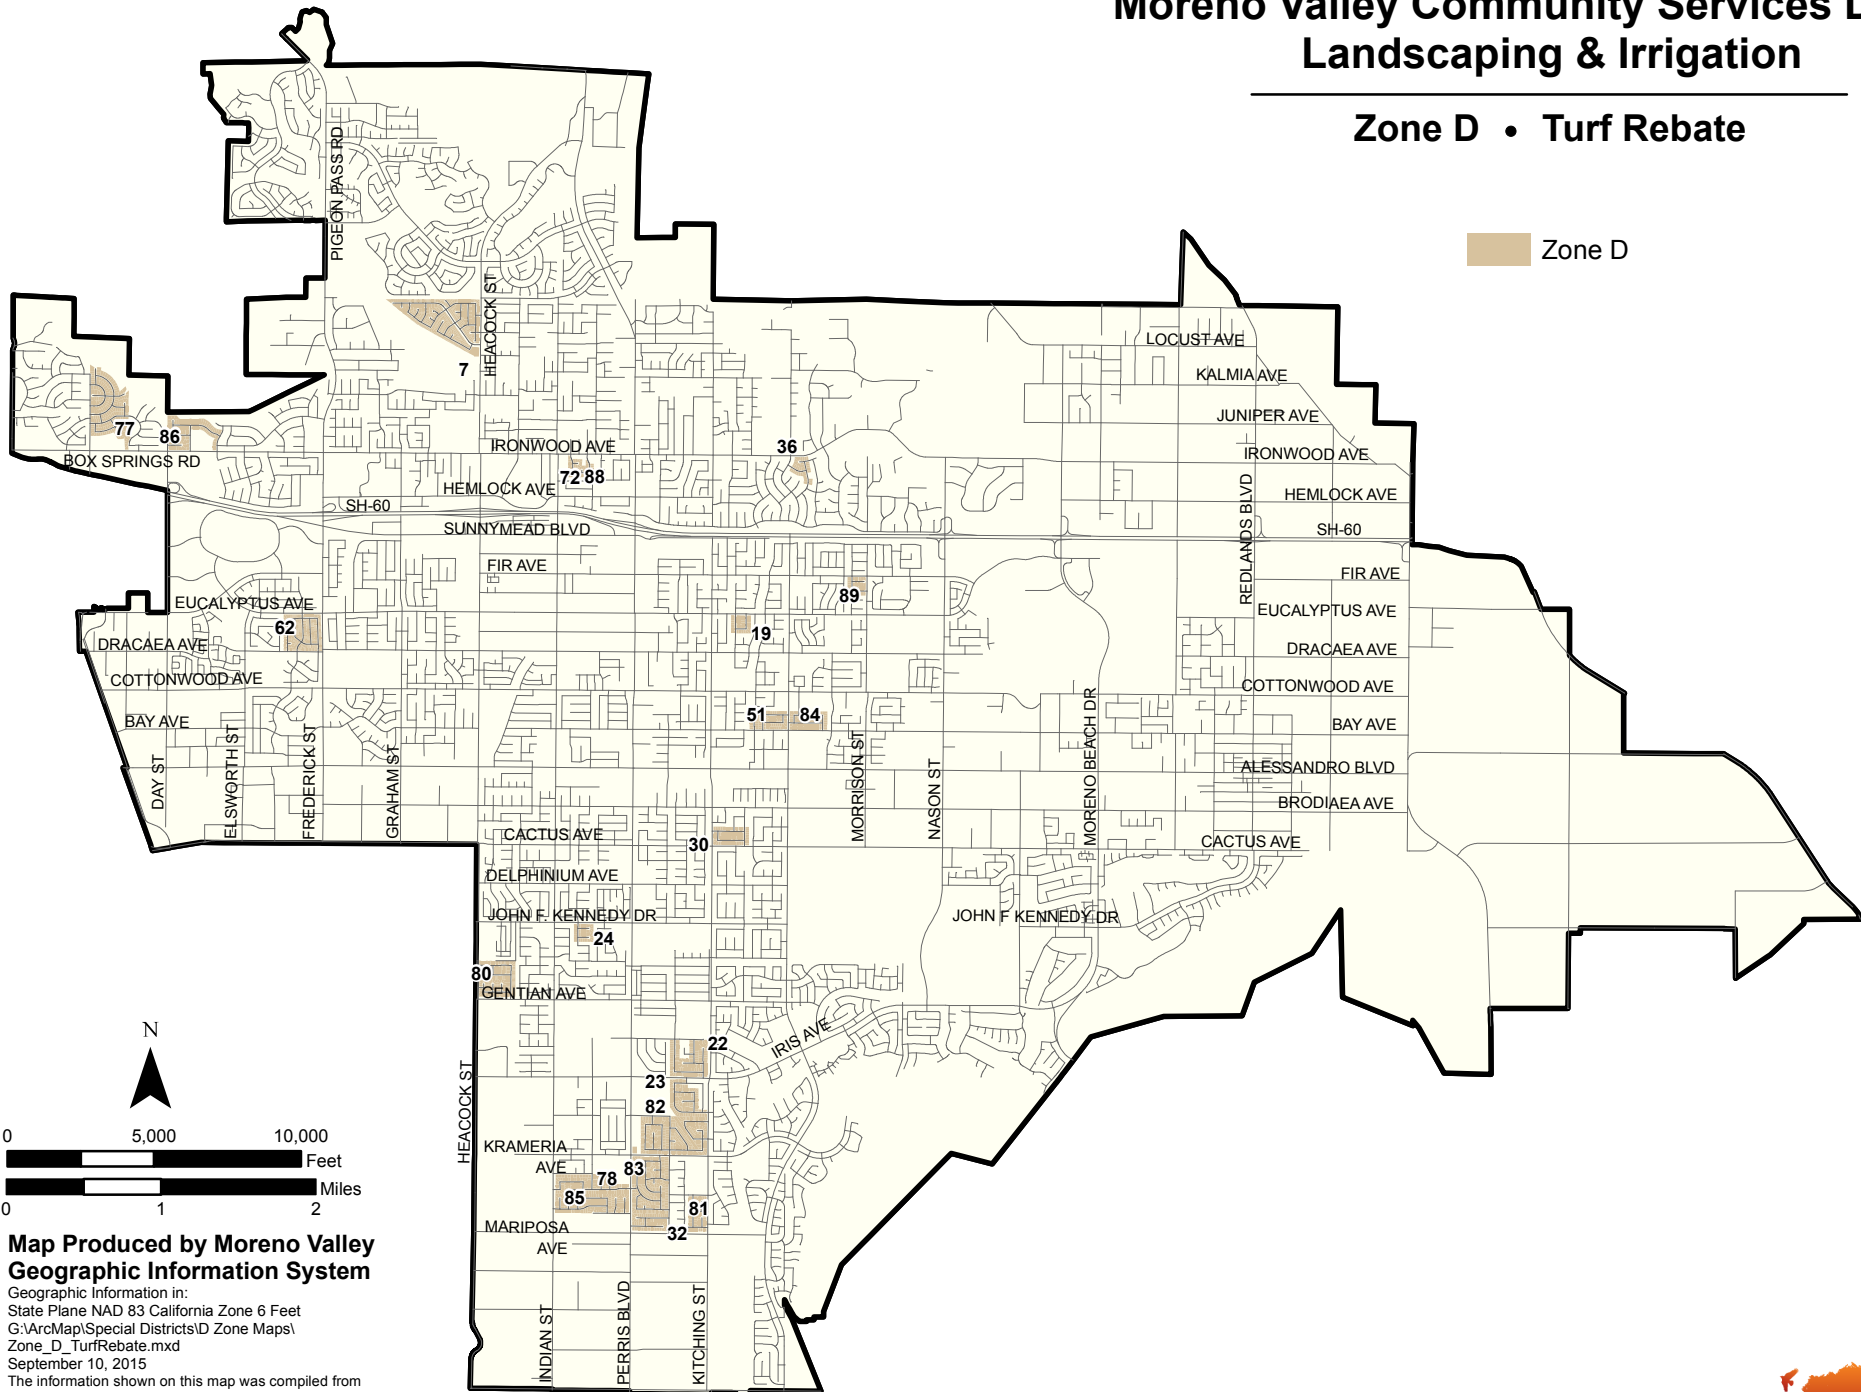 Moreno Valley Community Services
Landscaping & Irrigation
Zone D • Turf Rebate
Zone D
PIGEON PASS RD
HEACOCK ST
7
LOCUST AVE
KALMIA AVE
JUNIPER AVE
77
86
BOX SPRINGS RD
IRONWOOD AVE
36
IRONWOOD AVE
72 88
HEMLOCK AVE
HEMLOCK AVE
SH-60
SUNNYMEAD BLVD
SH-60
REDLANDS BLVD
FIR AVE
FIR AVE
89
EUCALYPTUS AVE
EUCALYPTUS AVE
62
19
DRACAEA AVE
DRACAEA AVE
COTTONWOOD AVE
COTTONWOOD AVE
51
84
BAY AVE
BAY AVE
DAY ST
ELSWORTH ST
FREDERICK ST
GRAHAM ST
MORRISON ST
NASON ST
MORENO BEACH DR
ALESSANDRO BLVD
BRODIAEA AVE
CACTUS AVE
30
CACTUS AVE
DELPHINIUM AVE
JOHN F. KENNEDY DR
JOHN F KENNEDY DR
24
80
GENTIAN AVE
IRIS AVE
22
23
82
HEACOCK ST
KRAMERIA
AVE
83
78
85
81
MARIPOSA
AVE
32
INDIAN ST
PERRIS BLVD
KITCHING ST
N
0 5,000 10,000
Feet
Miles
0 1 2
Map Produced by Moreno Valley
Geographic Information System
Geographic Information in:
State Plane NAD 83 California Zone 6 Feet
G:\ArcMap\Special Districts\D Zone Maps\
Zone_D_TurfRebate.mxd
September 10, 2015
The information shown on this map was compiled from